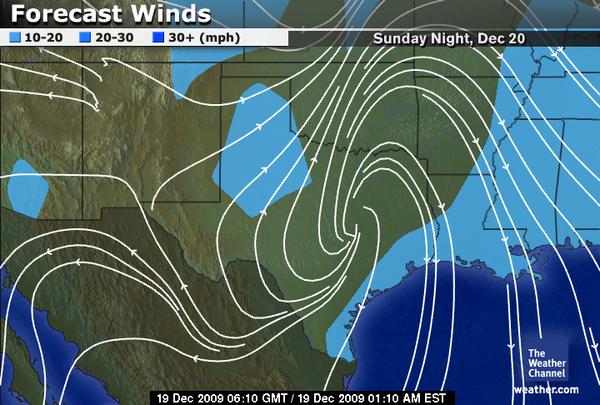 Forecast Winds
10-20 20-30 30+ (mph)
Sunday Night, Dec 20
The
Weather
Channel
weather.com
19 Dec 2009 06:10 GMT / 19 Dec 2009 01:10 AM EST